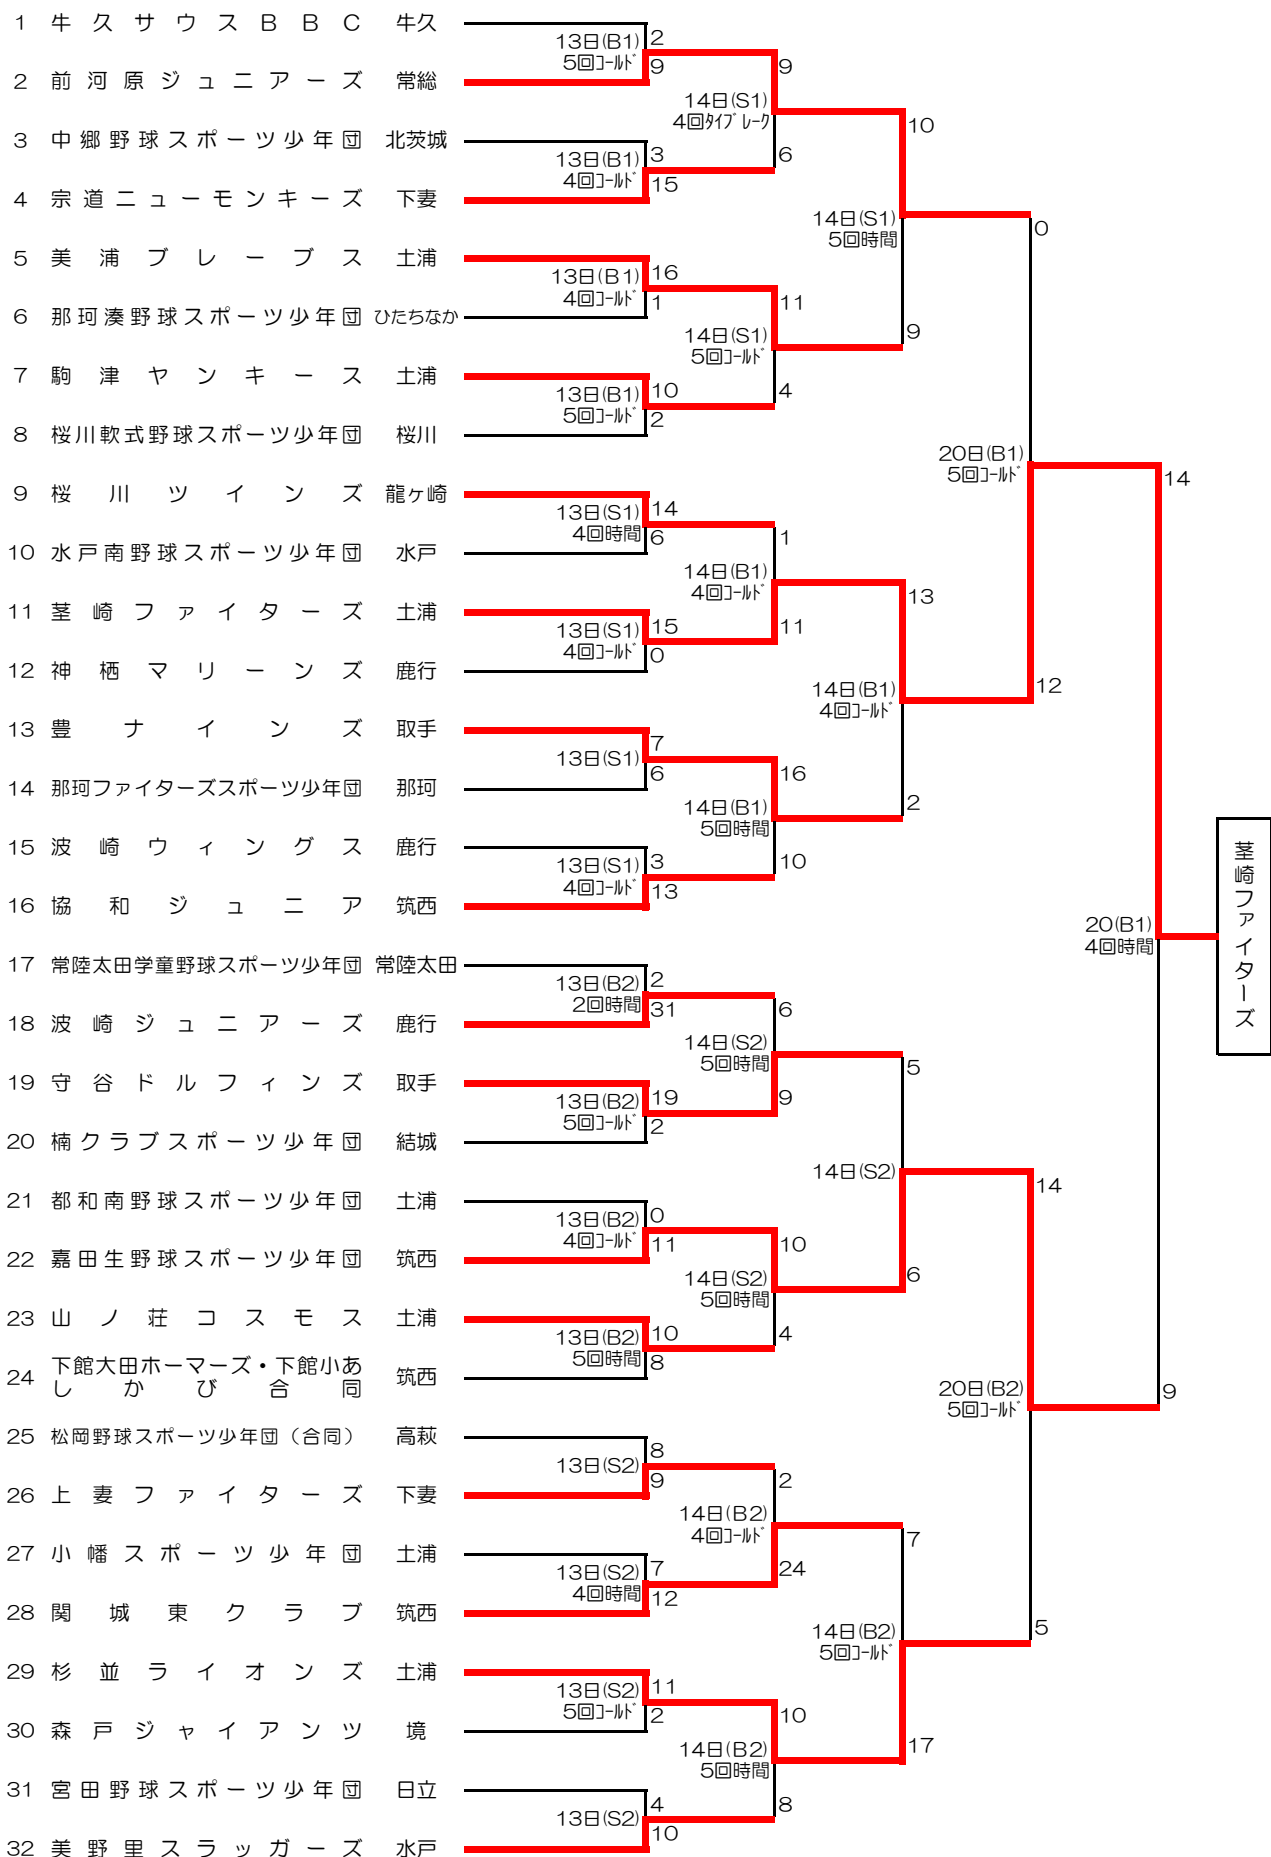 1 牛久サウスBBC 牛久
2 前河原ジュニアーズ 常総
3 中郷野球スポーツ少年団 北茨城
4 宗道ニューモンキーズ 下妻
5 美浦ブレーブス 土浦
6 那珂湊野球スポーツ少年団 ひたちなか
7 駒津ヤンキース 土浦
8 桜川軟式野球スポーツ少年団 桜川
9 桜川ツインズ 龍ヶ崎
10 水戸南野球スポーツ少年団 水戸
11 茎崎ファイターズ 土浦
12 神栖マリーンズ 鹿行
13 豊ナインズ 取手
14 那珂ファイターズスポーツ少年団 那珂
15 波崎ウィングス 鹿行
16 協和ジュニア 筑西
17 常陸太田学童野球スポーツ少年団 常陸太田
18 波崎ジュニアーズ 鹿行
19 守谷ドルフィンズ 取手
20 楠クラブスポーツ少年団 結城
21 都和南野球スポーツ少年団 土浦
22 嘉田生野球スポーツ少年団 筑西
23 山ノ荘コスモス 土浦
24 下館大田ホーマーズ・下館小あ
しかび合同 筑西
25 松岡野球スポーツ少年団（合同） 高萩
26 上妻ファイターズ 下妻
27 小幡スポーツ少年団 土浦
28 関城東クラブ 筑西
29 杉並ライオンズ 土浦
30 森戸ジャイアンツ 境
31 宮田野球スポーツ少年団 日立
32 美野里スラッガーズ 水戸
13日(B1) 2
5回ｺｰﾙﾄﾞ 9
13日(B1) 3
4回ｺｰﾙﾄﾞ 15
13日(B1) 16
4回ｺｰﾙﾄﾞ 1
13日(B1) 10
5回ｺｰﾙﾄﾞ 2
13日(S1) 14
4回時間 6
13日(S1) 15
4回ｺｰﾙﾄﾞ 0
13日(S1) 7
6
13日(S1) 3
4回ｺｰﾙﾄﾞ 13
13日(B2) 2
2回時間 31
13日(B2) 19
5回ｺｰﾙﾄﾞ 2
13日(B2) 0
4回ｺｰﾙﾄﾞ 11
13日(B2) 10
5回時間 8
13日(S2) 8
9
13日(S2) 7
4回時間 12
13日(S2) 11
5回ｺｰﾙﾄﾞ 2
13日(S2) 4
10
9
14日(S1)
4回ﾀｲﾌﾞﾚｰｸ
6
11
14日(S1)
5回ｺｰﾙﾄﾞ
4
1
14日(B1)
4回ｺｰﾙﾄﾞ
11
16
14日(B1)
5回時間
10
6
14日(S2)
5回時間
9
10
14日(S2)
5回時間
4
2
14日(B2)
4回ｺｰﾙﾄﾞ
24
10
14日(B2)
5回時間
8
10
14日(S1)
5回時間
9
13
14日(B1)
4回ｺｰﾙﾄﾞ
2
5
14日(S2)
6
7
14日(B2)
5回ｺｰﾙﾄﾞ
17
0
20日(B1)
5回ｺｰﾙﾄﾞ
12
14
20日(B2)
5回ｺｰﾙﾄﾞ
5
14
20(B1)
4回時間
9
茎崎ファイターズ